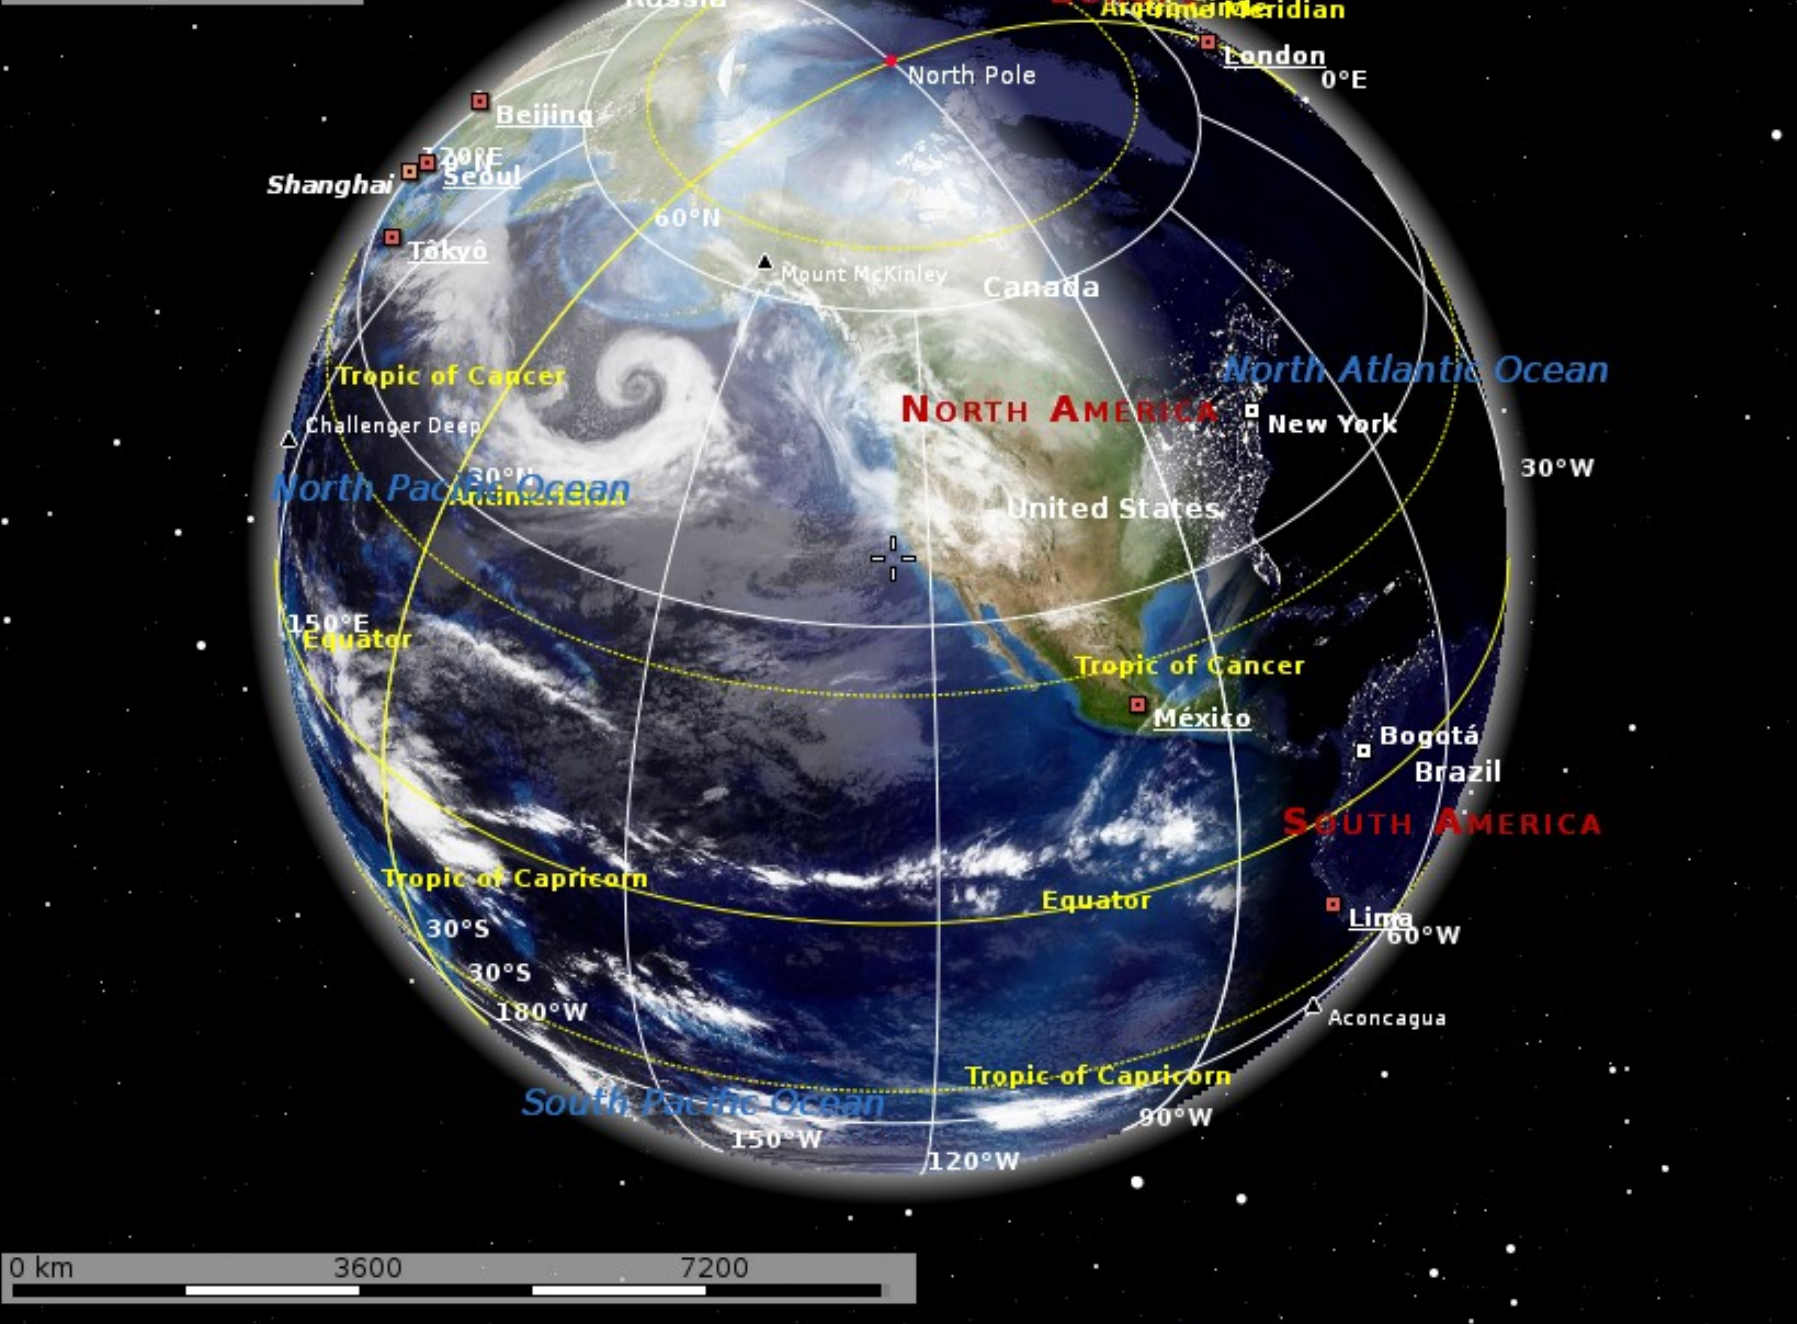 Russia
Prime Meridian
London
0°E
North Pole
Beijing
120°E
Seoul
Shanghai
Tôkyô
60°N
Mount McKinley
Canada
Tropic of Cancer
North Atlantic Ocean
NORTH AMERICA
New York
Challenger Deep
30°W
30°N
North Pacific Ocean
Antimeridian
United States
150°E
Equator
Tropic of Cancer
México
Bogotá
Brazil
SOUTH AMERICA
Tropic of Capricorn
Equator
Lima
60°W
30°S
30°S
180°W
Aconcagua
Tropic of Capricorn
South Pacific Ocean
90°W
150°W
120°W
0 km 3600 7200